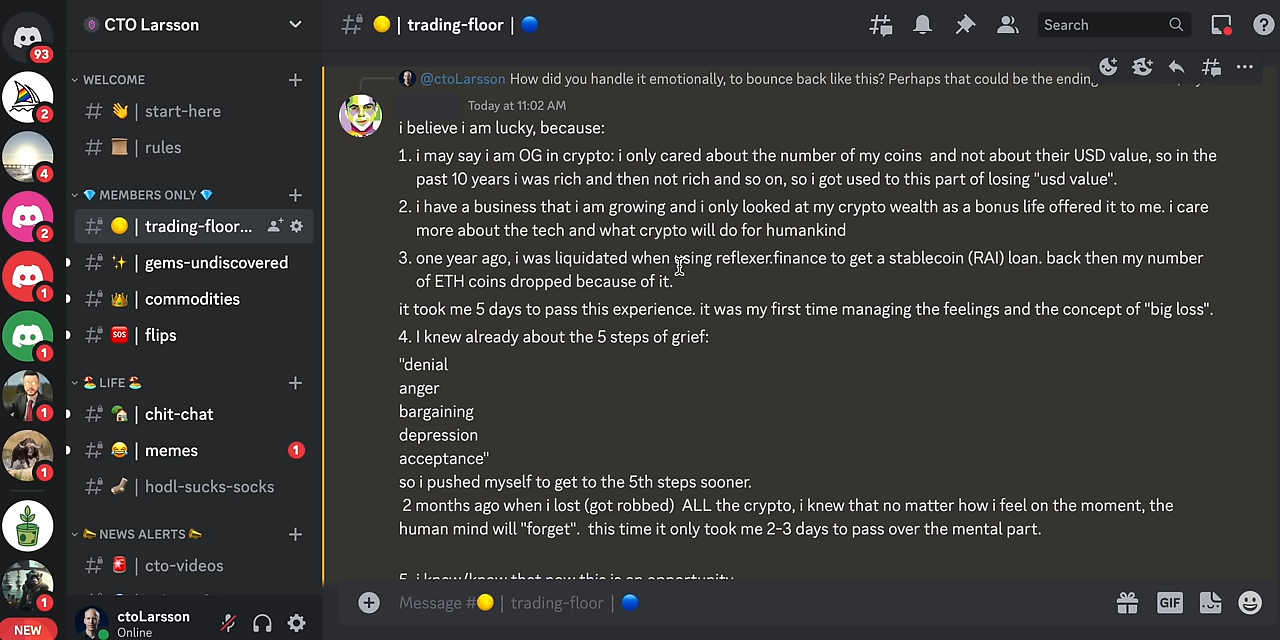 93
2
4
2
1
1
1
1
1
NEW
CTO Larsson
WELCOME
# 👋 | start-here
# 📜 | rules
💎 MEMBERS ONLY 💎
# 🟡 | trading-floor...
# ✨ | gems-undiscovered
# 👑 | commodities
# 🆘 | flips
🏖️ LIFE 🏖️
# 🏡 | chit-chat
# 😂 | memes 1
# 🧦 | hodl-sucks-socks
📣 NEWS ALERTS 📣
# 🚨 | cto-videos
ctoLarsson
Online
# 🟡 | trading-floor | 🔵
Search
@ctoLarsson How did you handle it emotionally, to bounce back like this? Perhaps that could be the
Today at 11:02 AM
i believe i am lucky, because:
1. i may say i am OG in crypto: i only cared about the number of my coins and not about their USD value, so in the
past 10 years i was rich and then not rich and so on, so i got used to this part of losing "usd value".
2. i have a business that i am growing and i only looked at my crypto wealth as a bonus life offered it to me. i care
more about the tech and what crypto will do for humankind
3. one year ago, i was liquidated when using reflexer.finance to get a stablecoin (RAI) loan. back then my number
of ETH coins dropped because of it.
it took me 5 days to pass this experience. it was my first time managing the feelings and the concept of "big loss".
4. I knew already about the 5 steps of grief:
"denial
anger
bargaining
depression
acceptance"
so i pushed myself to get to the 5th steps sooner.
2 months ago when i lost (got robbed) ALL the crypto, i knew that no matter how i feel on the moment, the
human mind will "forget". this time it only took me 2-3 days to pass over the mental part.
5. i knew/know that now this is an opportunity
Message #🟡 | trading-floor | 🔵
GIF